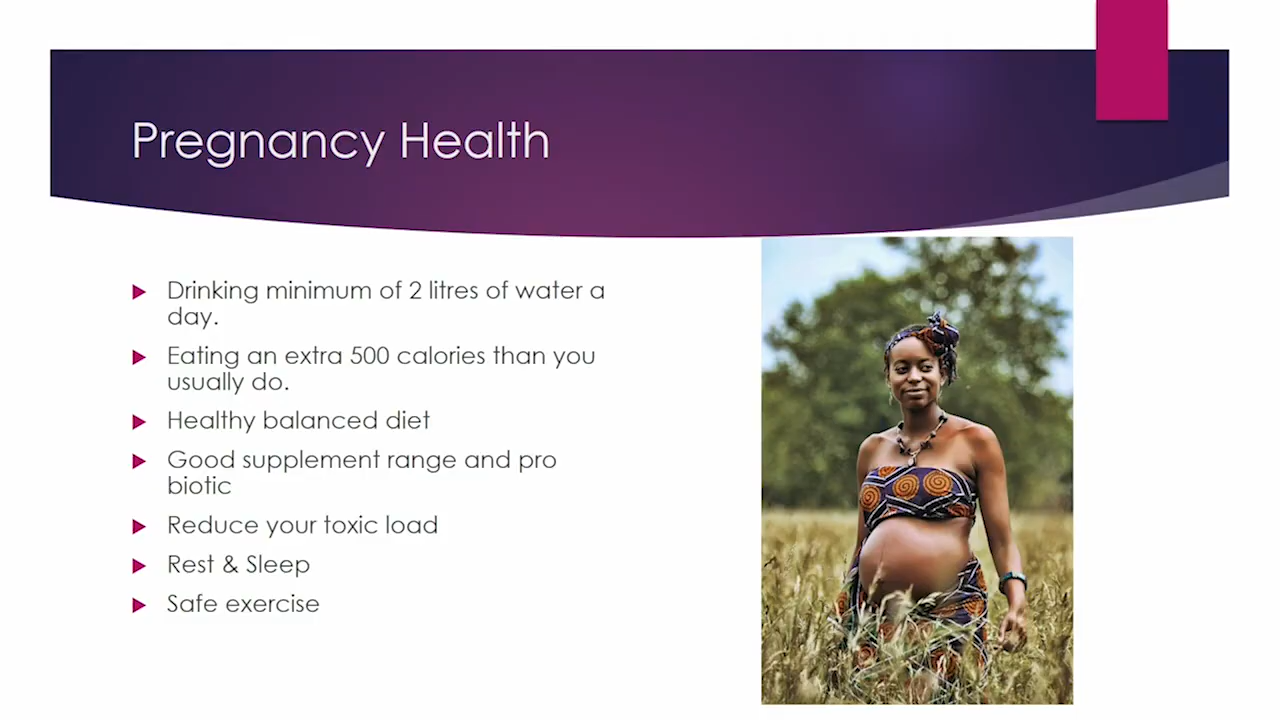 Pregnancy Health
Drinking minimum of 2 litres of water a
day.
Eating an extra 500 calories than you
usually do.
Healthy balanced diet
Good supplement range and pro
biotic
Reduce your toxic load
Rest & Sleep
Safe exercise